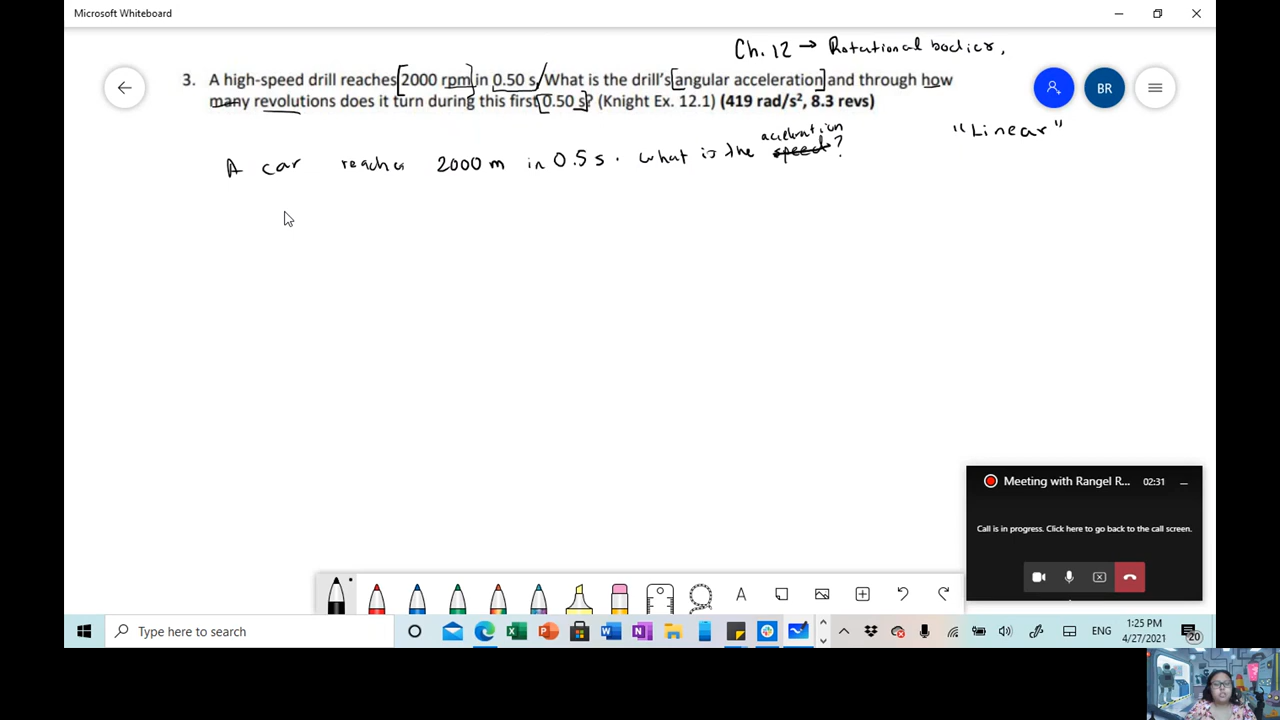 Microsoft Whiteboard
Ch. 12 → Rotational bodies.
3. A high-speed drill reaches 2000 rpm in 0.50 s. What is the drill's angular acceleration and through how
many revolutions does it turn during this first 0.50 s? (Knight Ex. 12.1) (419 rad/s², 8.3 revs)
BR
"Linear"
acceleration
A car reaches 2000 m in 0.5 s. What is the speed?
Meeting with Rangel R... 02:31
Call is in progress. Click here to go back to the call screen.
Type here to search
ENG
1:25 PM
4/27/2021
20